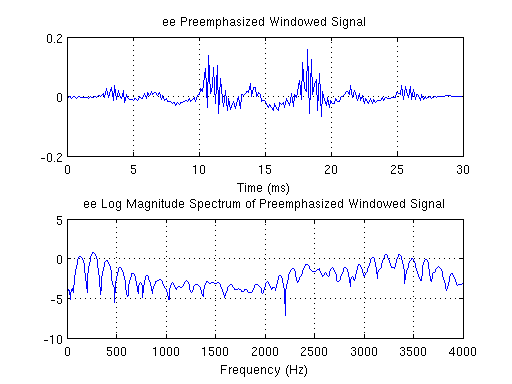 ee Preemphasized Windowed Signal
0.2
0
-0.2
0 5 10 15 20 25 30
Time (ms)
ee Log Magnitude Spectrum of Preemphasized Windowed Signal
5
0
-5
-10
0 500 1000 1500 2000 2500 3000 3500 4000
Frequency (Hz)